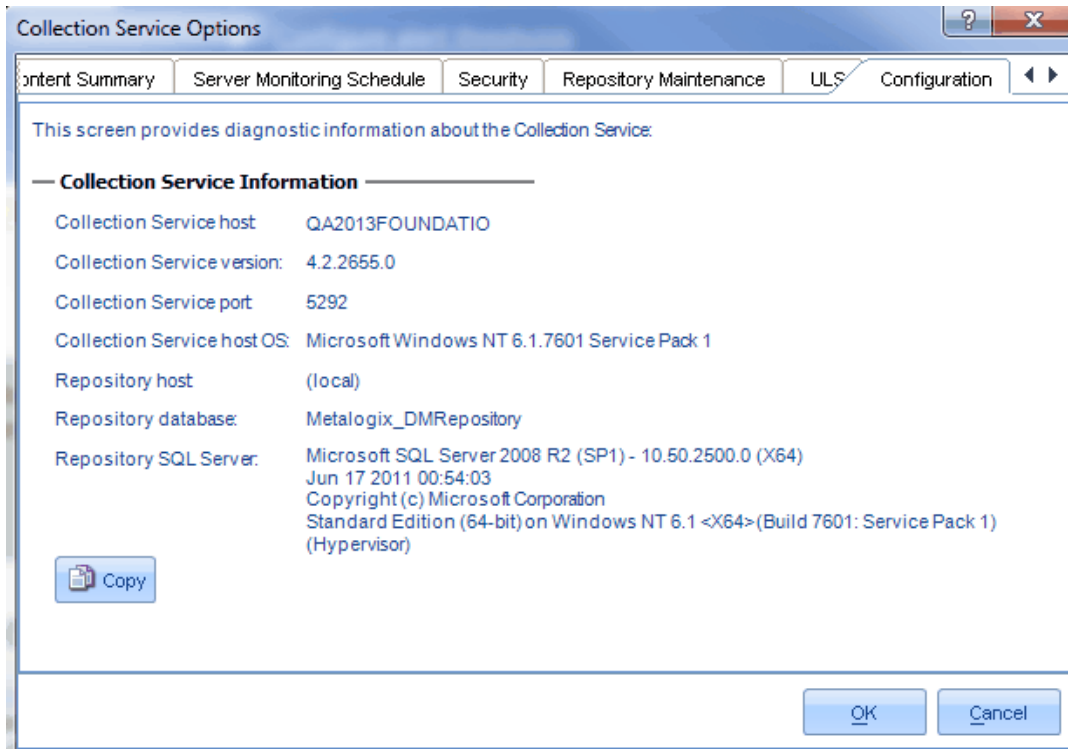 Collection Service Options
?
X
ontent Summary Server Monitoring Schedule Security Repository Maintenance ULS Configuration
This screen provides diagnostic information about the Collection Service:
Collection Service Information
Collection Service host QA2013FOUNDATIO
Collection Service version: 4.2.2655.0
Collection Service port 5292
Collection Service host OS: Microsoft Windows NT 6.1.7601 Service Pack 1
Repository host (local)
Repository database: Metalogix_DMRepository
Repository SQL Server: Microsoft SQL Server 2008 R2 (SP1) - 10.50.2500.0 (X64)
Jun 17 2011 00:54:03
Copyright (c) Microsoft Corporation
Standard Edition (64-bit) on Windows NT 6.1 <X64> (Build 7601: Service Pack 1)
(Hypervisor)
Copy
OK Cancel